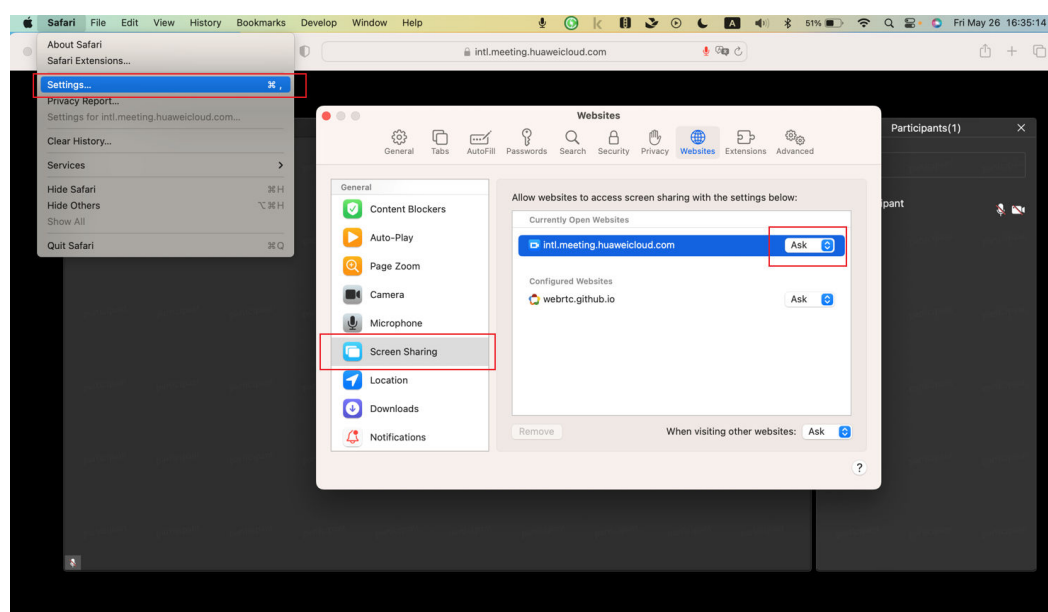 Safari File Edit View History Bookmarks Develop Window Help 51% Fri May 26 16:35:14
intl.meeting.huaweicloud.com
About Safari
Safari Extensions...
Settings... ⌘ ,
Privacy Report...
Settings for intl.meeting.huaweicloud.com...
Clear History...
Services >
Hide Safari ⌘H
Hide Others ⌥⌘H
Show All
Quit Safari ⌘Q
Websites
General Tabs AutoFill Passwords Search Security Privacy Websites Extensions Advanced
General
Content Blockers
Auto-Play
Page Zoom
Camera
Microphone
Screen Sharing
Location
Downloads
Notifications
Allow websites to access screen sharing with the settings below:
Currently Open Websites
intl.meeting.huaweicloud.com Ask
Configured Websites
webrtc.github.io Ask
Remove When visiting other websites: Ask
?
Participants(1)
ipant